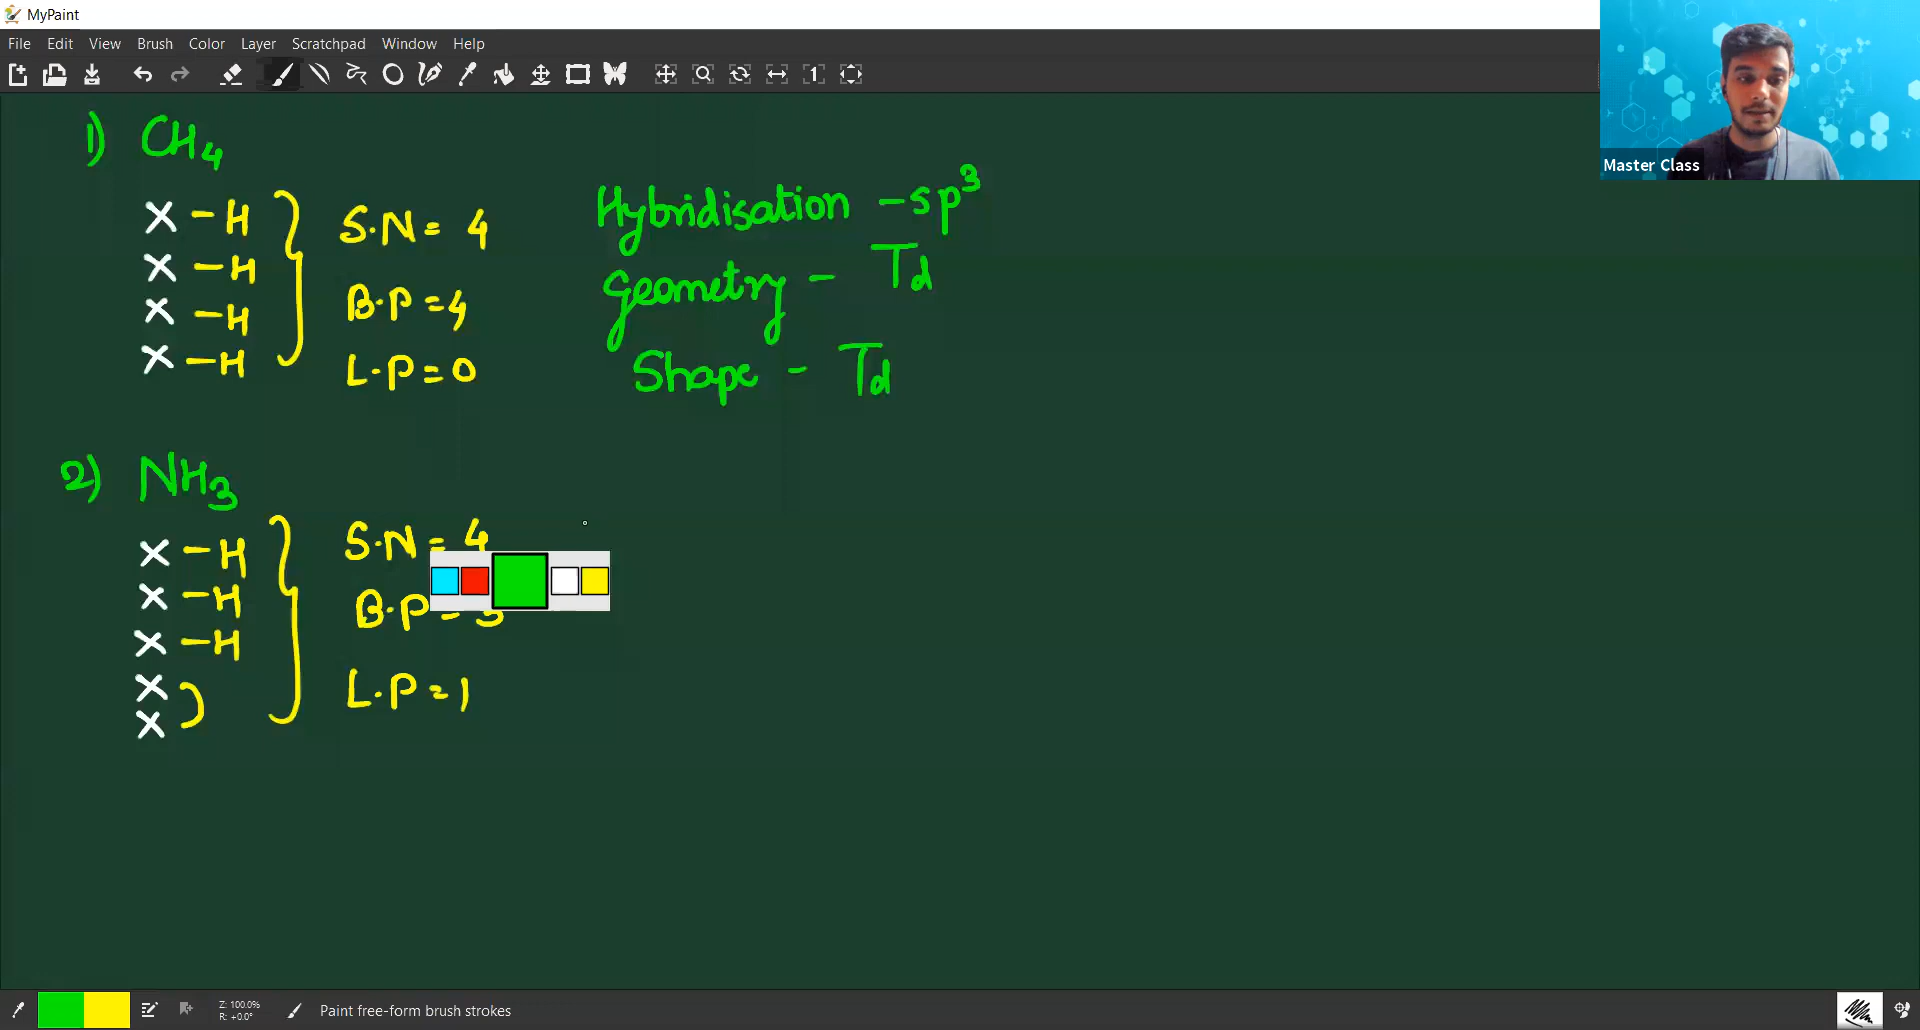 MyPaint
File Edit View Brush Color Layer Scratchpad Window Help
Master Class
1) CH4
X - H
X - H
X - H
X - H
S.N = 4
B.P = 4
L.P = 0
Hybridisation - sp³
Geometry - Td
Shape - Td
2) NH3
X - H
X - H
X - H
X
X
S.N = 4
B.P = 3
L.P = 1
Z: 100.0%
R: +0.0°
Paint free-form brush strokes